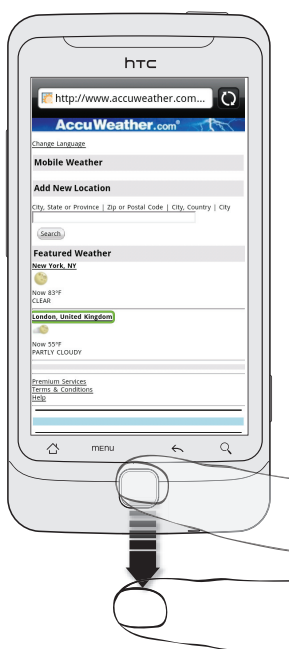 hTC
http://www.accuweather.com...
AccuWeather.com®
Change Language
Mobile Weather
Add New Location
City, State or Province | Zip or Postal Code | City, Country | City
Search
Featured Weather
New York, NY
Now 83°F
CLEAR
London, United Kingdom
Now 55°F
PARTLY CLOUDY
Premium Services
Terms & Conditions
Help
MENU